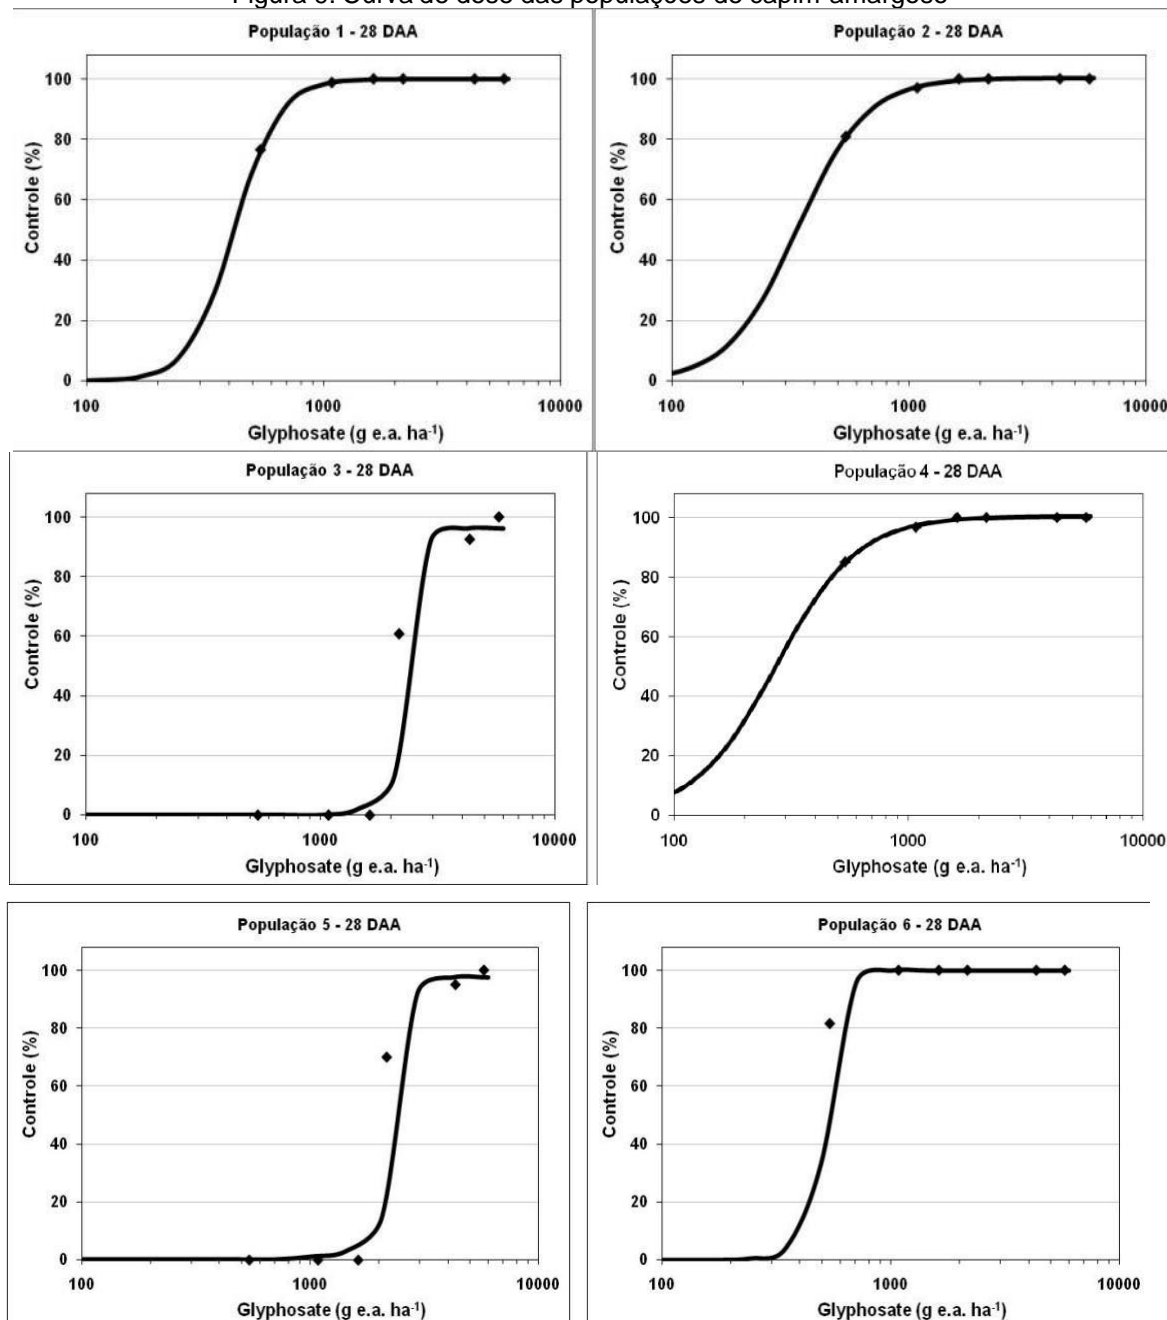 Figura 6. Curva de dose das populações de capim-amargoso
População 1 - 28 DAA
Controle (%)
100
80
60
40
20
0
100 1000 10000
Glyphosate (g e.a. ha⁻¹)
População 2 - 28 DAA
Controle (%)
100
80
60
40
20
0
100 1000 10000
Glyphosate (g e.a. ha⁻¹)
População 3 - 28 DAA
Controle (%)
100
80
60
40
20
0
100 1000 10000
Glyphosate (g e.a. ha⁻¹)
População 4 - 28 DAA
Controle (%)
100
80
60
40
20
0
100 1000 10000
Glyphosate (g e.a. ha⁻¹)
População 5 - 28 DAA
Controle (%)
100
80
60
40
20
0
100 1000 10000
Glyphosate (g e.a. ha⁻¹)
População 6 - 28 DAA
Controle (%)
100
80
60
40
20
0
100 1000 10000
Glyphosate (g e.a. ha⁻¹)